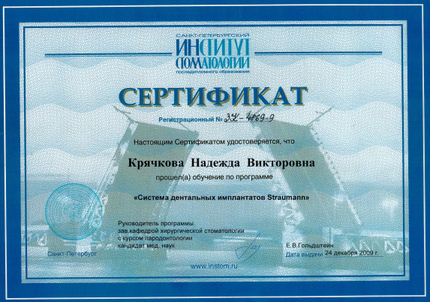 САНКТ-ПЕТЕРБУРГСКИЙ
ИНСТИТУТ
СТОМАТОЛОГИИ
последипломного образования
СЕРТИФИКАТ
Регистрационный №
Настоящим Сертификатом удостоверяется, что
Крячкова Надежда Викторовна
прошел(а) обучение по программе
«Система дентальных имплантатов Straumann»
Руководитель программы
зав.кафедрой хирургической стоматологии
с курсом пародонтологии
кандидат мед. наук
Е.В.Гольдштейн
Санкт-Петербург
Дата выдачи 24 декабря 2009 г.
www.instom.ru